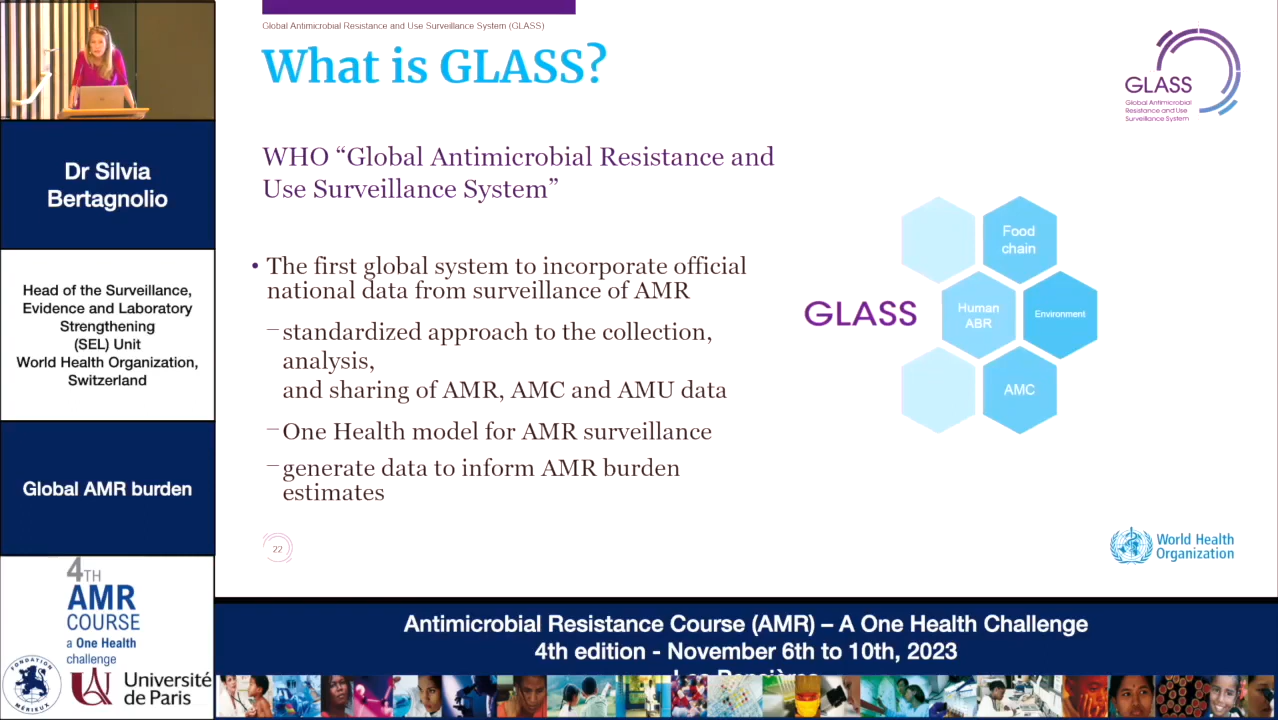 Global Antimicrobial Resistance and Use Surveillance System (GLASS)
What is GLASS?
GLASS
Global Antimicrobial
Resistance and Use
Surveillance System
WHO “Global Antimicrobial Resistance and
Use Surveillance System”
• The first global system to incorporate official
national data from surveillance of AMR
– standardized approach to the collection,
analysis,
and sharing of AMR, AMC and AMU data
– One Health model for AMR surveillance
– generate data to inform AMR burden
estimates
GLASS
Food
chain
Human
ABR
Environment
AMC
22
World Health
Organization
Dr Silvia
Bertagnolio
Head of the Surveillance,
Evidence and Laboratory
Strengthening
(SEL) Unit
World Health Organization,
Switzerland
Global AMR burden
4TH
AMR
COURSE
a One Health
challenge
FONDATION
MÉRIEUX
Université
de Paris
Antimicrobial Resistance Course (AMR) – A One Health Challenge
4th edition - November 6th to 10th, 2023